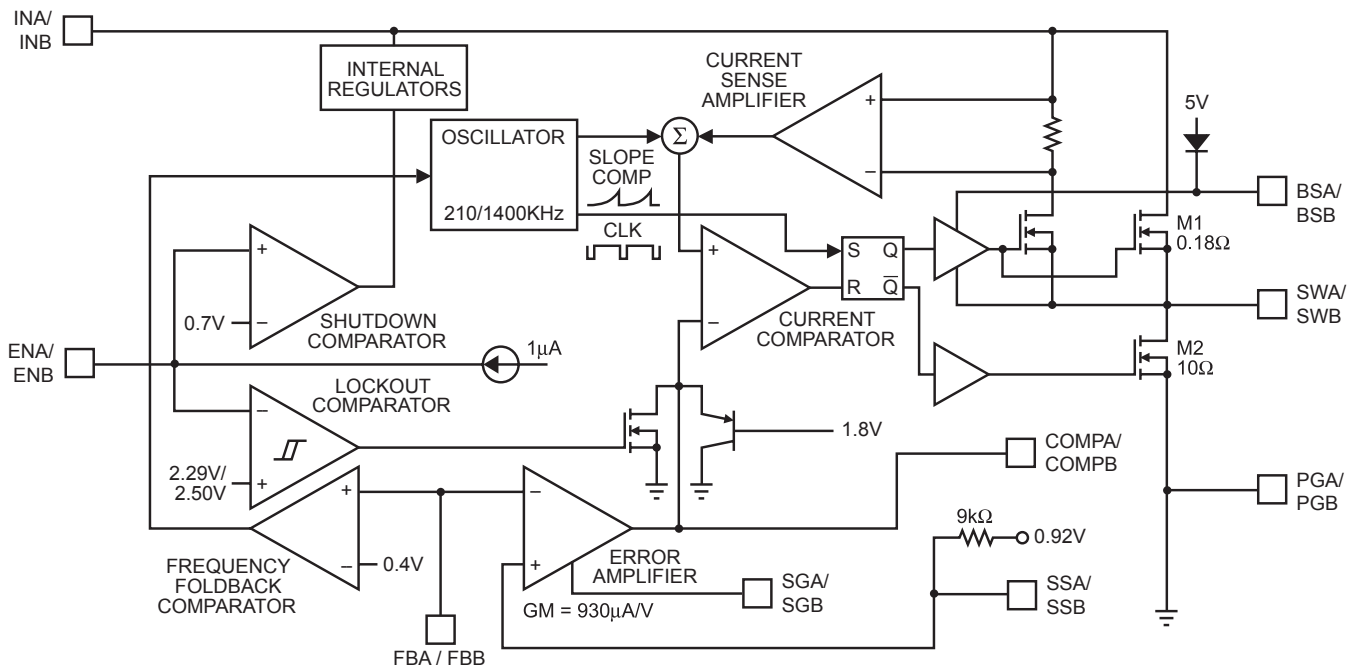 INA/
INB
INTERNAL
REGULATORS
CURRENT
SENSE
AMPLIFIER
+
−
5V
OSCILLATOR
210/1400KHz
Σ
SLOPE
COMP
CLK
BSA/
BSB
M1
0.18Ω
+
−
0.7V
SHUTDOWN
COMPARATOR
+
−
CURRENT
COMPARATOR
S Q
R Q̅
SWA/
SWB
M2
10Ω
ENA/
ENB
1µA
LOCKOUT
COMPARATOR
−
+
2.29V/
2.50V
1.8V
COMPA/
COMPB
PGA/
PGB
+
−
0.4V
FREQUENCY
FOLDBACK
COMPARATOR
−
+
ERROR
AMPLIFIER
GM = 930µA/V
SGA/
SGB
9kΩ
0.92V
SSA/
SSB
FBA / FBB